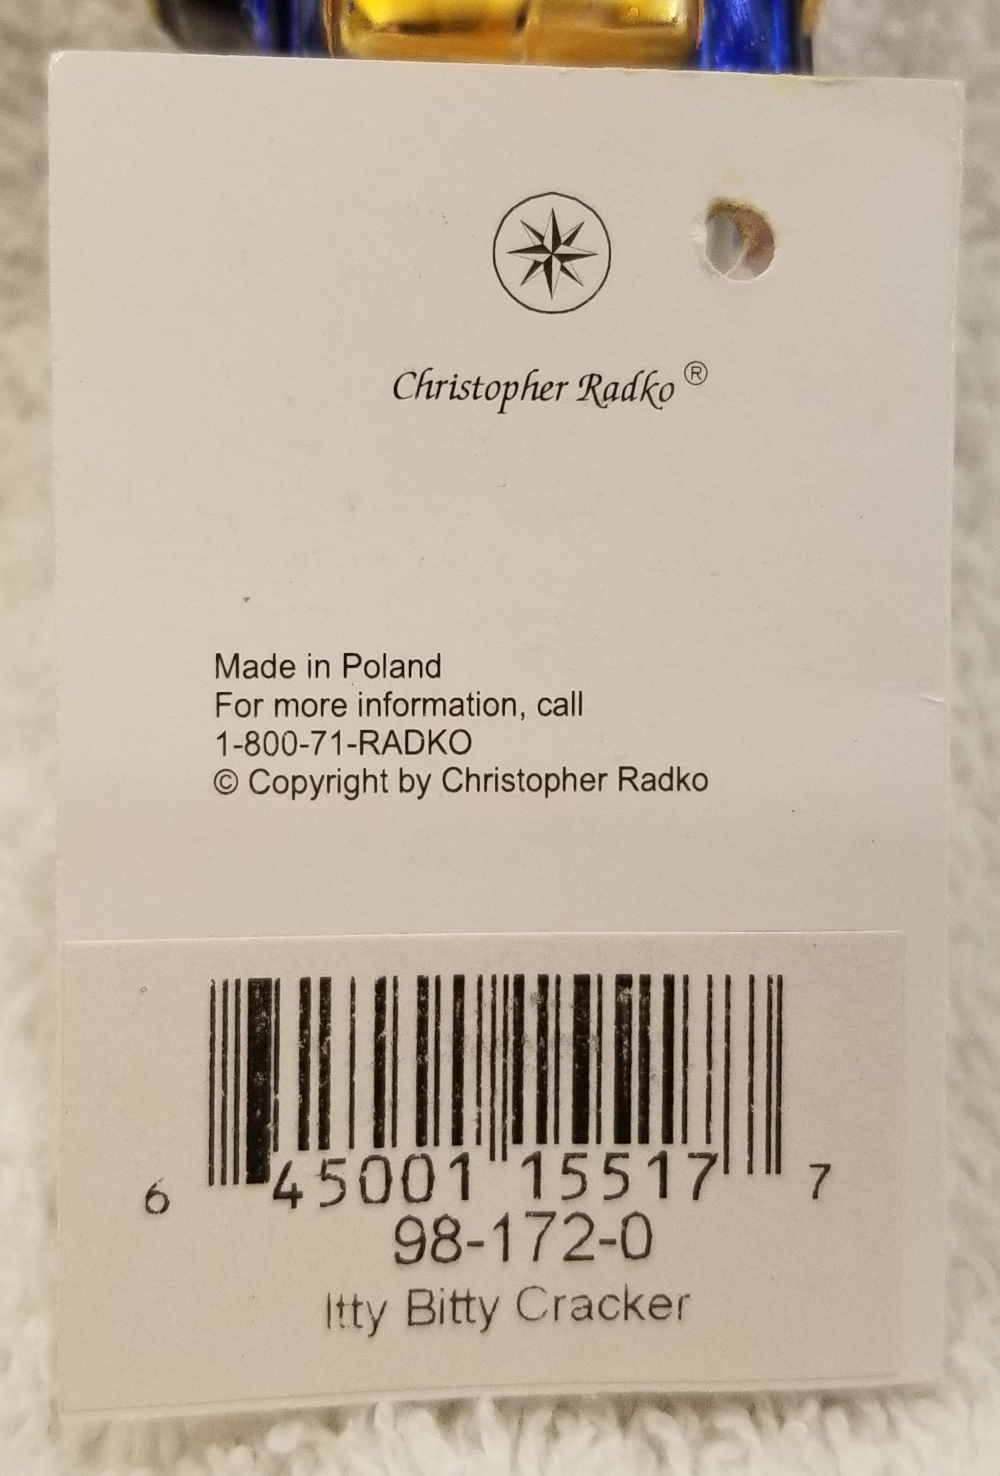 Christopher Radko ®
Made in Poland
For more information, call
1-800-71-RADKO
© Copyright by Christopher Radko
6 45001 15517 7
98-172-0
Itty Bitty Cracker